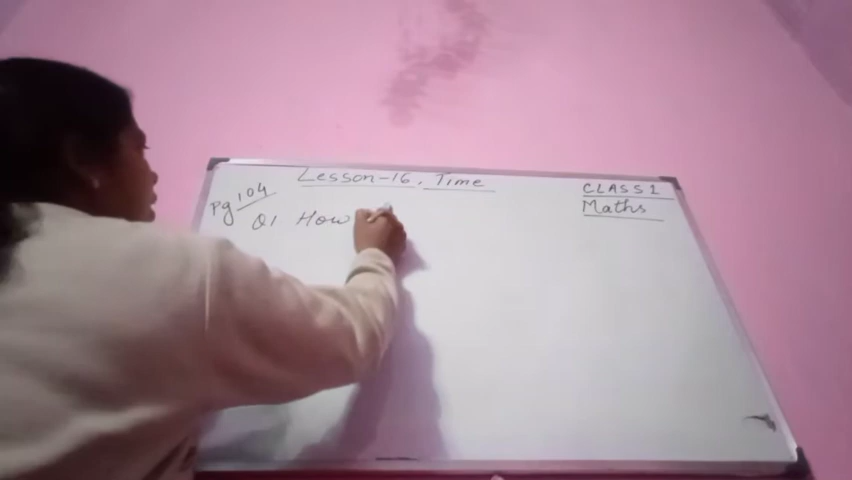 Lesson-16. Time
CLASS 1
Maths
Pg 104
Q1 How